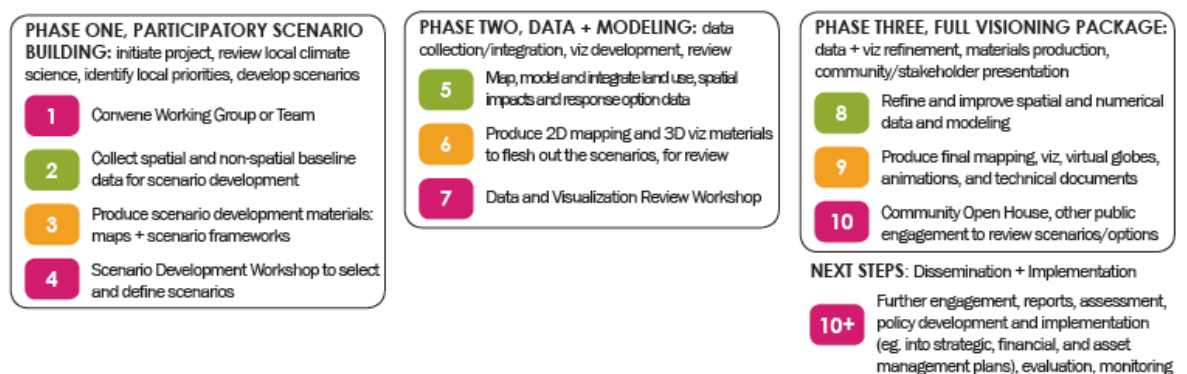 PHASE ONE, PARTICIPATORY SCENARIO
BUILDING: initiate project, review local climate
science, identify local priorities, develop scenarios
1
Convene Working Group or Team
2
Collect spatial and non-spatial baseline
data for scenario development
3
Produce scenario development materials:
maps + scenario frameworks
4
Scenario Development Workshop to select
and define scenarios
PHASE TWO, DATA + MODELING: data
collection/integration, viz development, review
5
Map, model and integrate land use, spatial
impacts and response option data
6
Produce 2D mapping and 3D viz materials
to flesh out the scenarios, for review
7
Data and Visualization Review Workshop
PHASE THREE, FULL VISIONING PACKAGE:
data + viz refinement, materials production,
community/stakeholder presentation
8
Refine and improve spatial and numerical
data and modeling
9
Produce final mapping, viz, virtual globes,
animations, and technical documents
10
Community Open House, other public
engagement to review scenarios/options
NEXT STEPS: Dissemination + Implementation
10+
Further engagement, reports, assessment,
policy development and implementation
(eg. into strategic, financial, and asset
management plans), evaluation, monitoring